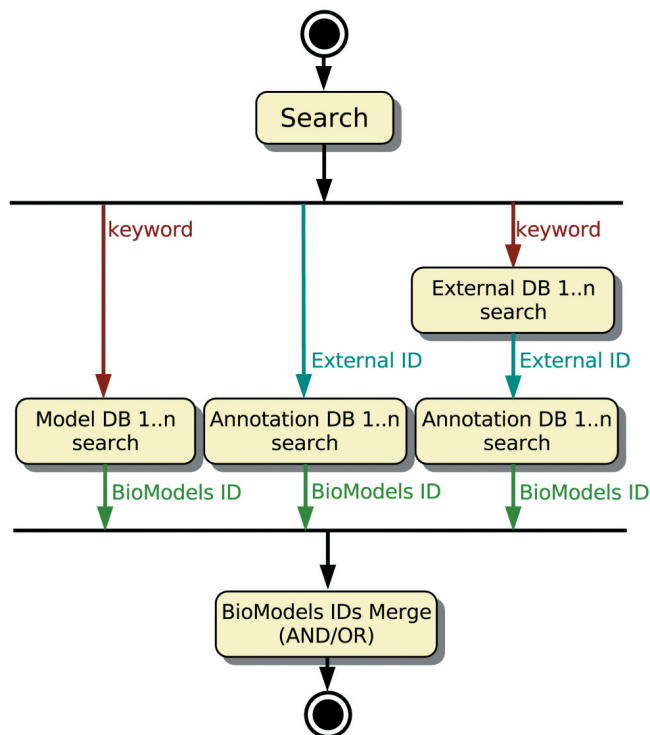 Search
keyword
keyword
External DB 1..n
search
External ID
External ID
Model DB 1..n
search
Annotation DB 1..n
search
Annotation DB 1..n
search
BioModels ID
BioModels ID
BioModels ID
BioModels IDs Merge
(AND/OR)